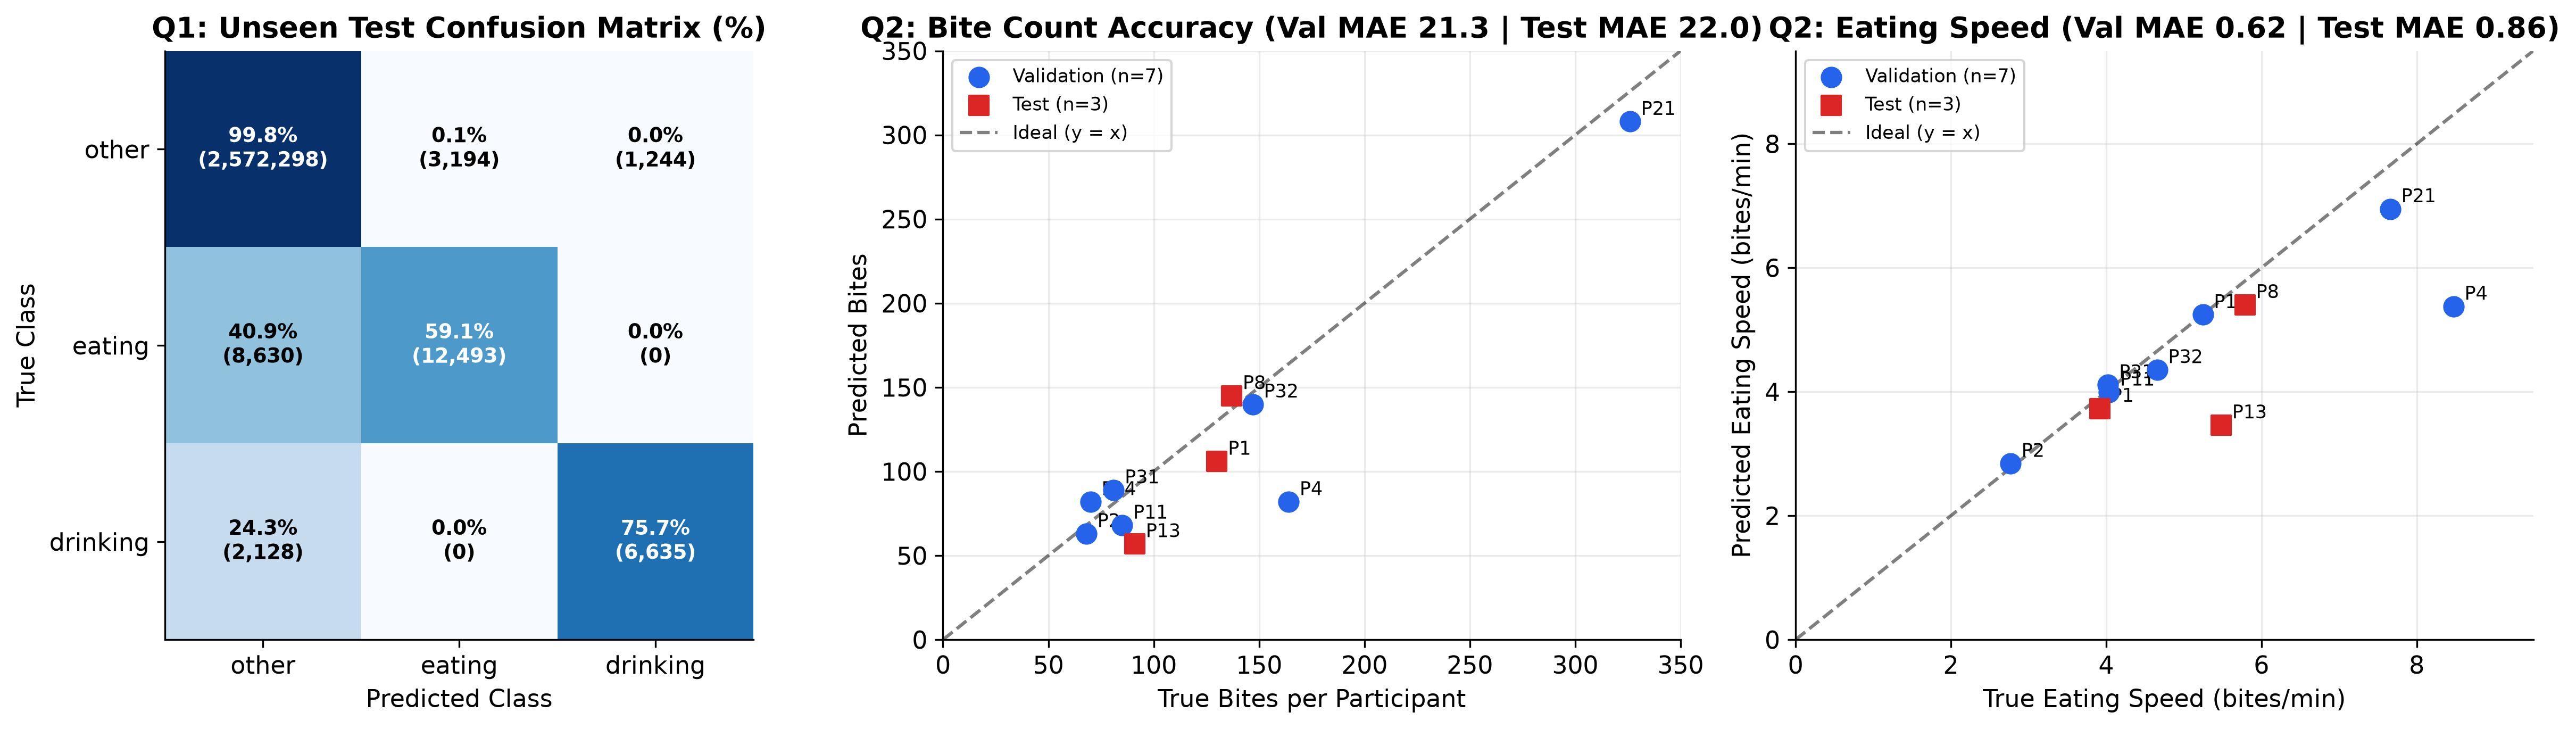 Q1: Unseen Test Confusion Matrix (%)
True Class
other
eating
drinking
99.8%
(2,572,298)
0.1%
(3,194)
0.0%
(1,244)
40.9%
(8,630)
59.1%
(12,493)
0.0%
(0)
24.3%
(2,128)
0.0%
(0)
75.7%
(6,635)
other
eating
drinking
Predicted Class
Q2: Bite Count Accuracy (Val MAE 21.3 | Test MAE 22.0)
Validation (n=7)
Test (n=3)
Ideal (y = x)
Predicted Bites
350
300
250
200
150
100
50
0
P21
P8
P32
P1
P31
P4
P11
P13
0
50
100
150
200
250
300
350
True Bites per Participant
Q2: Eating Speed (Val MAE 0.62 | Test MAE 0.86)
Validation (n=7)
Test (n=3)
Ideal (y = x)
Predicted Eating Speed (bites/min)
8
6
4
2
0
P21
P4
P8
P32
P11
P13
P2
0
2
4
6
8
True Eating Speed (bites/min)